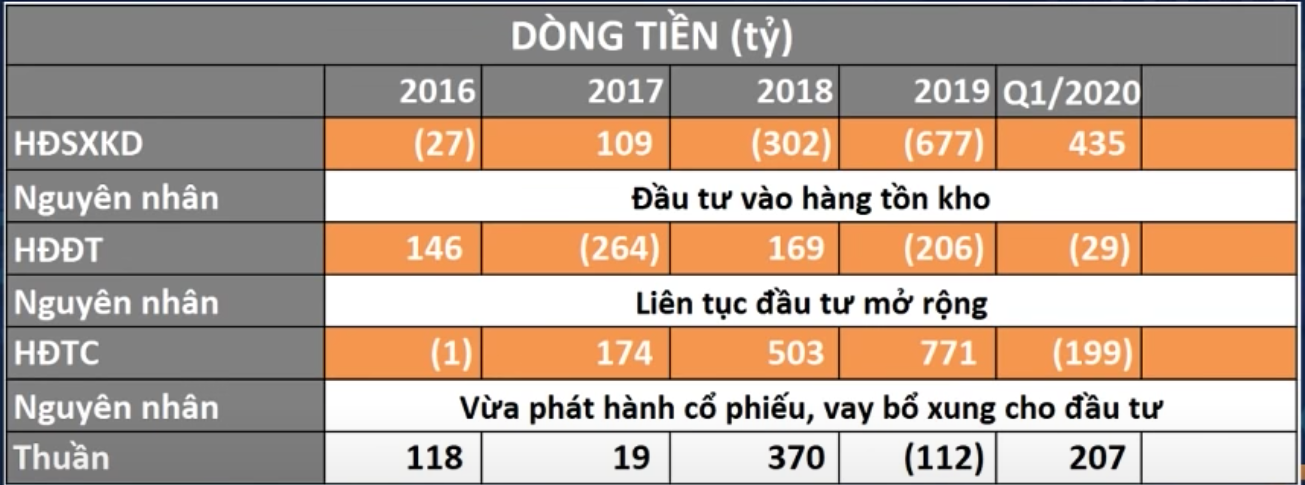 DÒNG TIỀN (tỷ)
2016 2017 2018 2019 Q1/2020
HĐSXKD (27) 109 (302) (677) 435
Nguyên nhân Đầu tư vào hàng tồn kho
HĐĐT 146 (264) 169 (206) (29)
Nguyên nhân Liên tục đầu tư mở rộng
HĐTC (1) 174 503 771 (199)
Nguyên nhân Vừa phát hành cổ phiếu, vay bổ xung cho đầu tư
Thuần 118 19 370 (112) 207